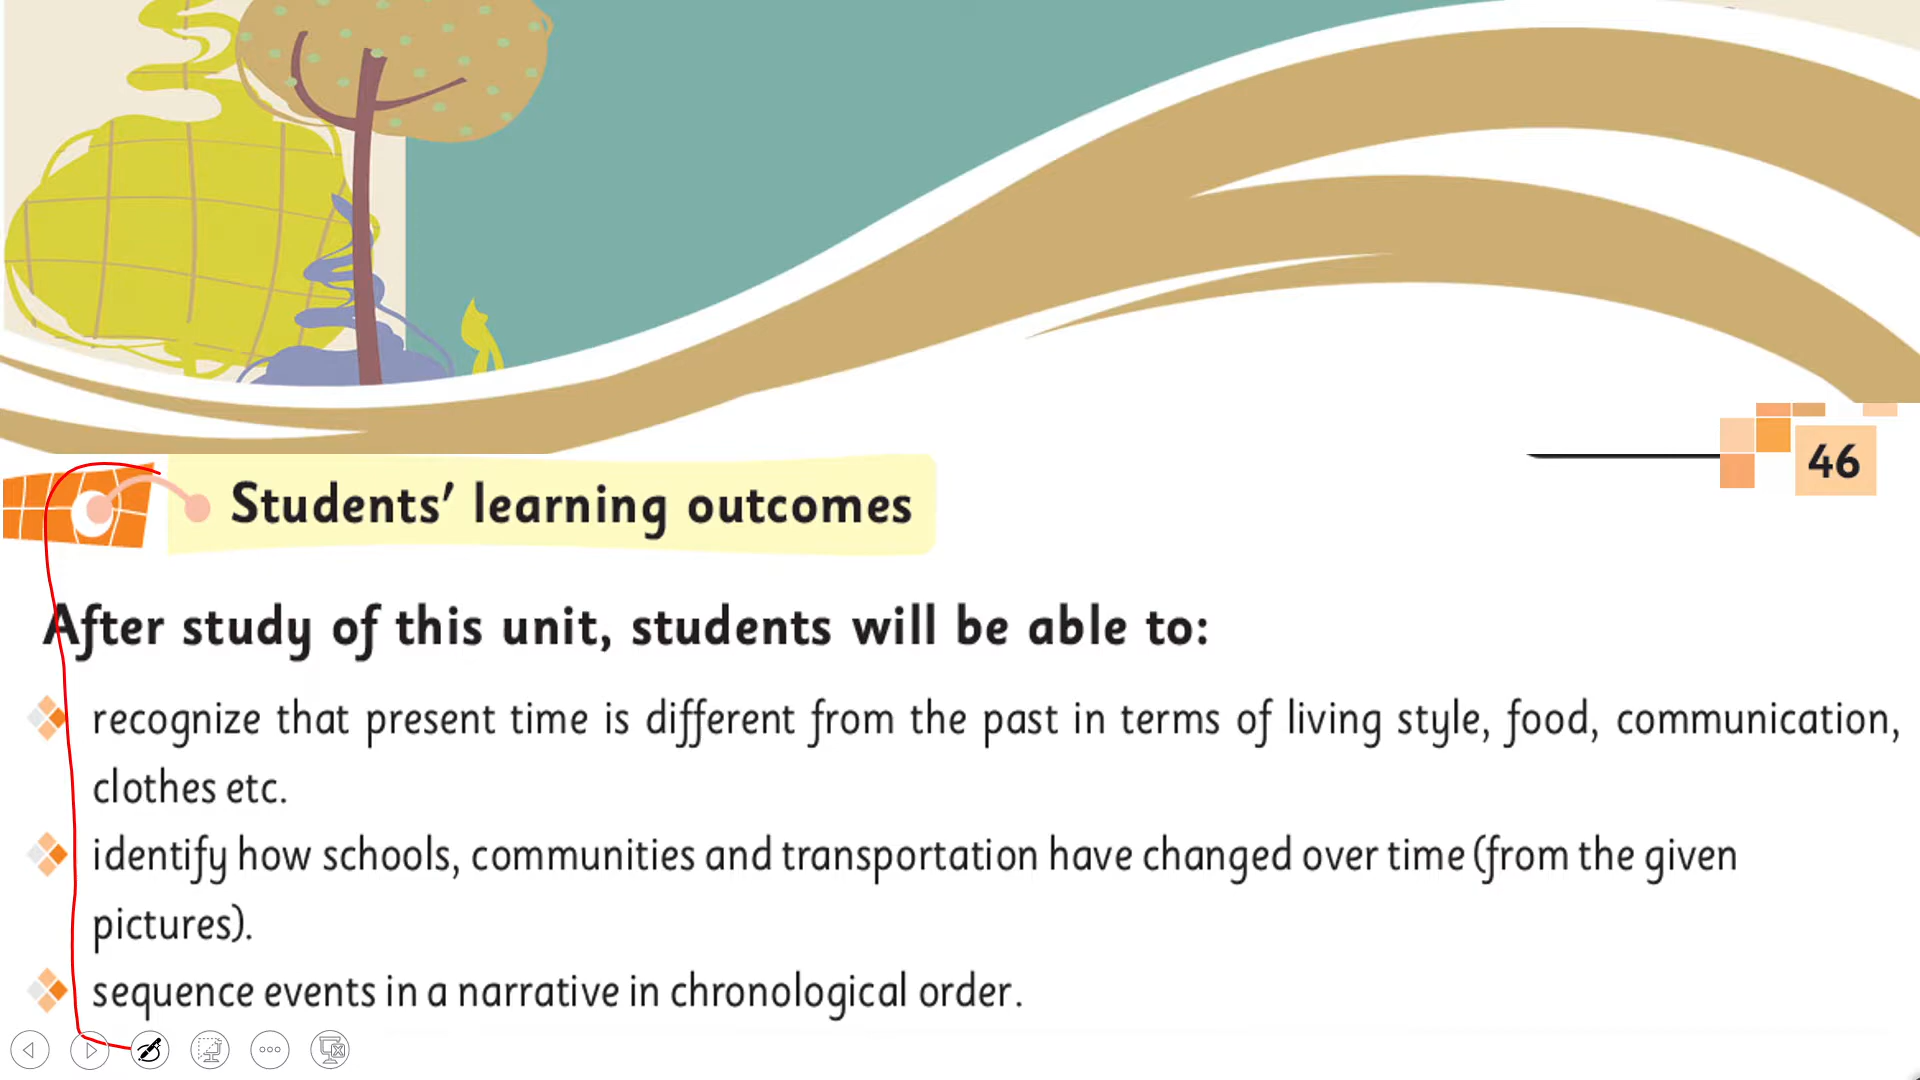 46
Students' learning outcomes
After study of this unit, students will be able to:
recognize that present time is different from the past in terms of living style, food, communication,
clothes etc.
identify how schools, communities and transportation have changed over time (from the given
pictures).
sequence events in a narrative in chronological order.